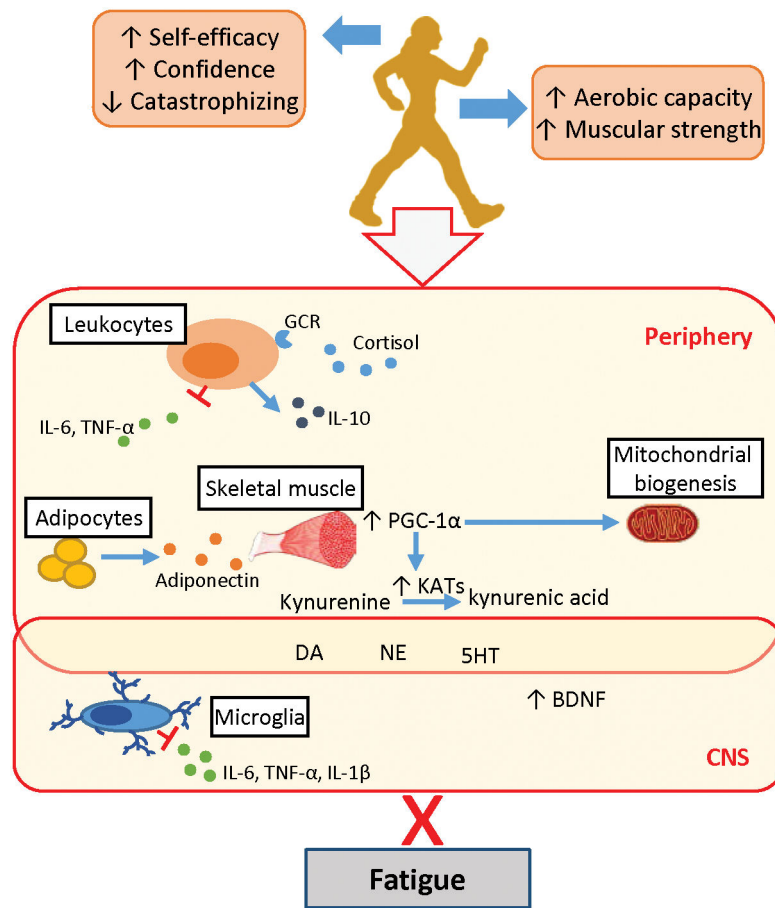 ↑ Self-efficacy
↑ Confidence
↓ Catastrophizing
↑ Aerobic capacity
↑ Muscular strength
Periphery
Leukocytes
GCR
Cortisol
IL-6, TNF-α
IL-10
Mitochondrial
biogenesis
Skeletal muscle
Adipocytes
↑ PGC-1α
Adiponectin
↑ KATs
Kynurenine
kynurenic acid
DA
NE
5HT
↑ BDNF
Microglia
IL-6, TNF-α, IL-1β
CNS
X
Fatigue